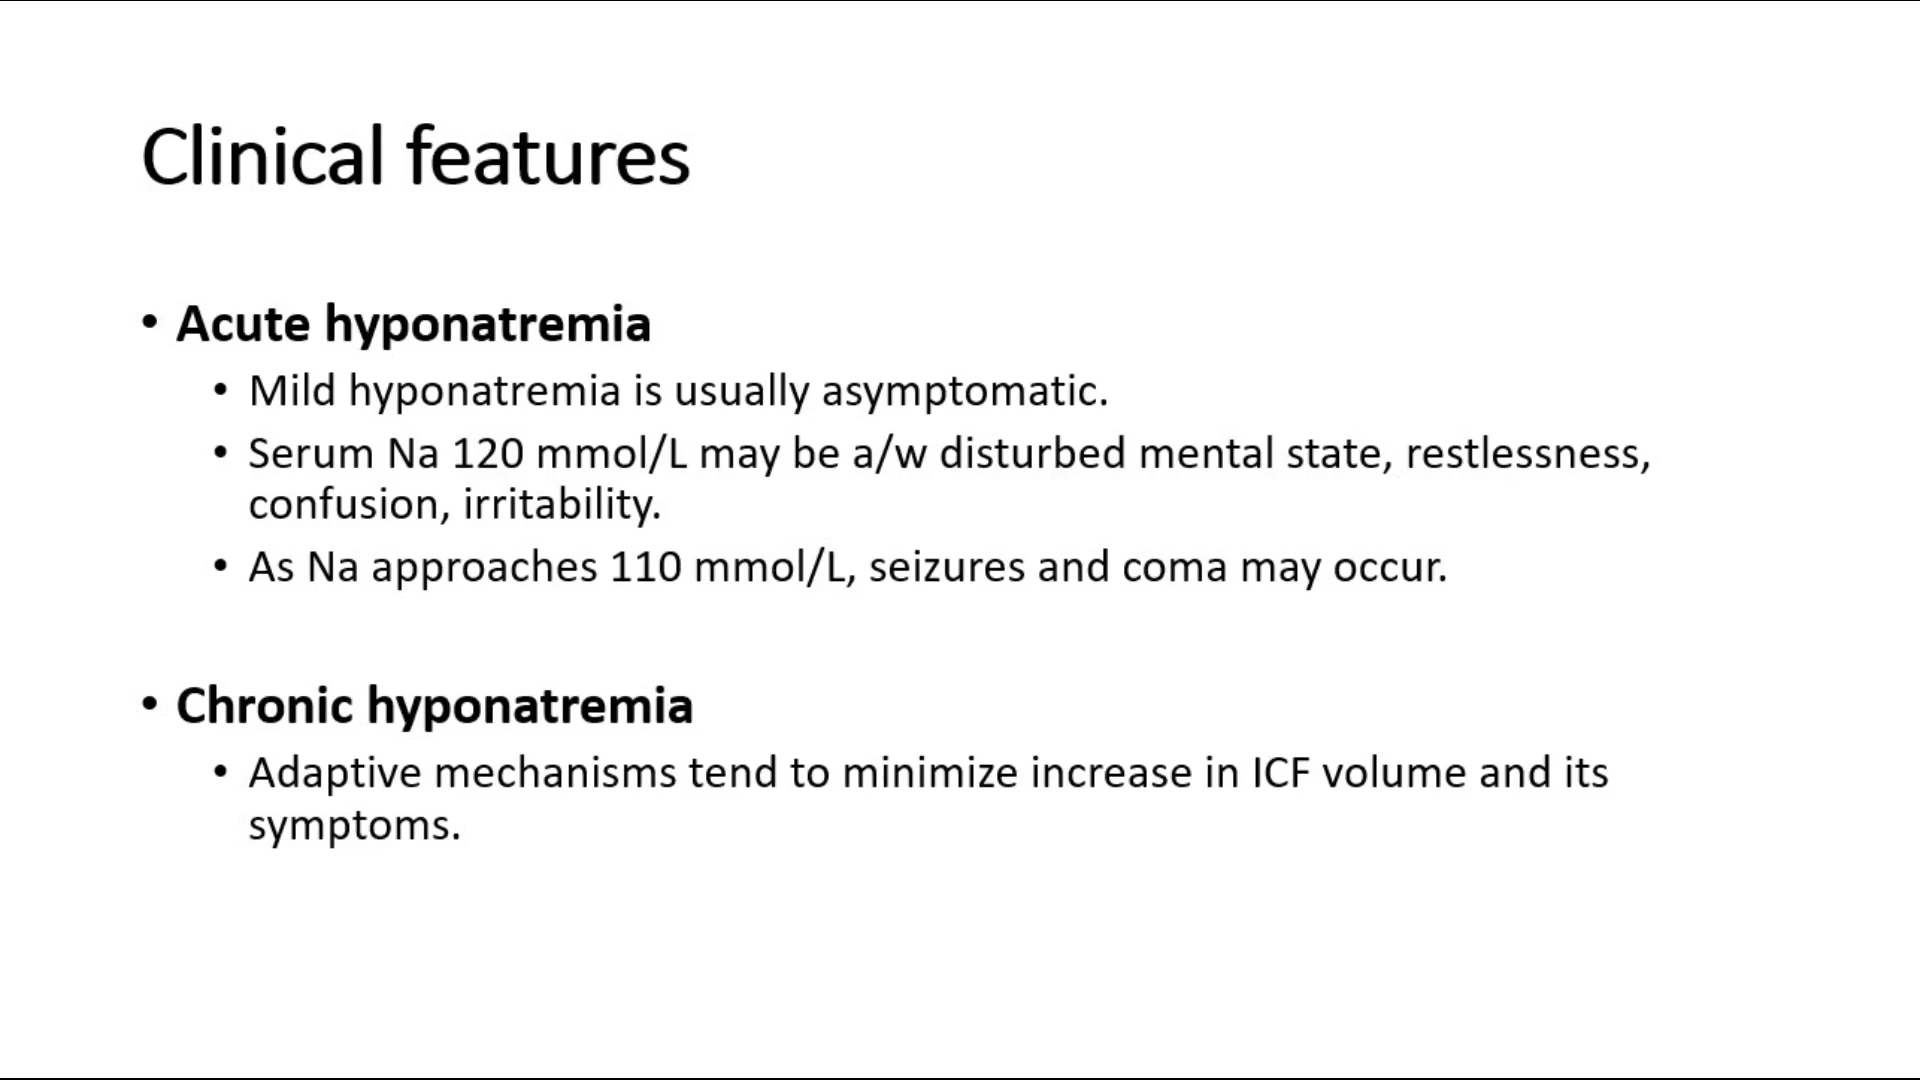 Clinical features
• Acute hyponatremia
• Mild hyponatremia is usually asymptomatic.
• Serum Na 120 mmol/L may be a/w disturbed mental state, restlessness,
confusion, irritability.
• As Na approaches 110 mmol/L, seizures and coma may occur.
• Chronic hyponatremia
• Adaptive mechanisms tend to minimize increase in ICF volume and its
symptoms.